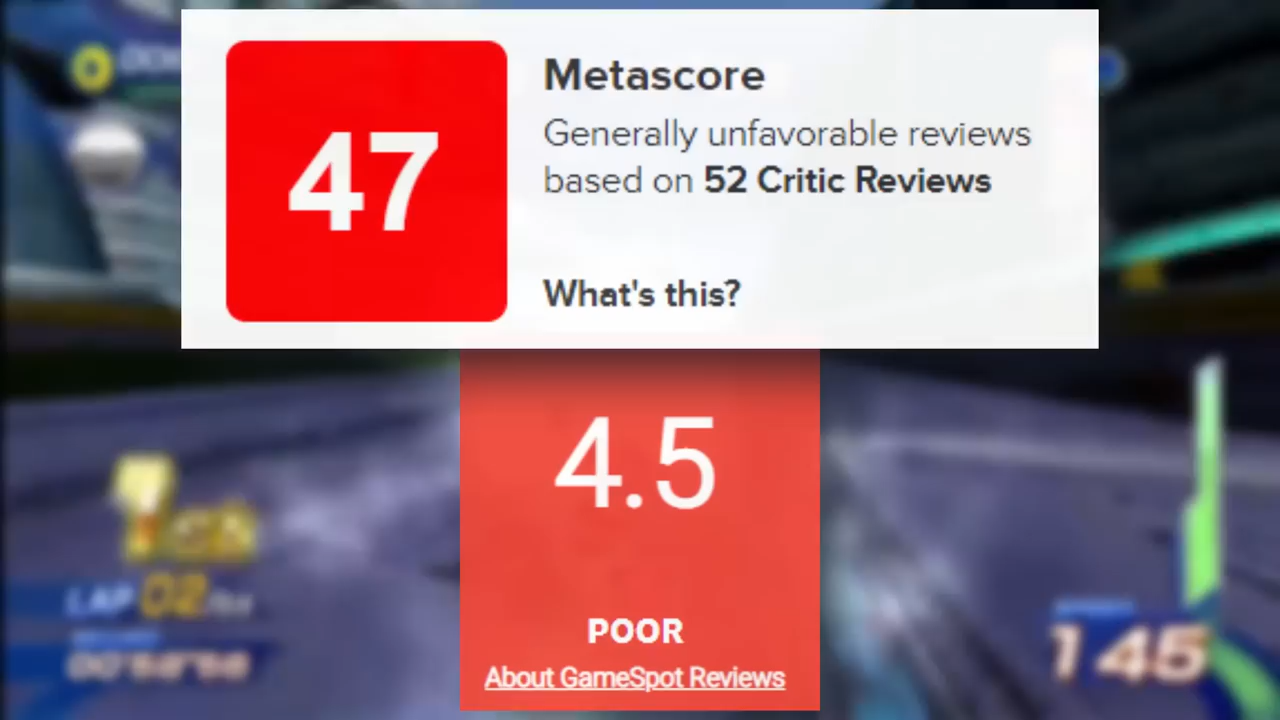 47
Metascore
Generally unfavorable reviews
based on 52 Critic Reviews
What's this?
4.5
POOR
About GameSpot Reviews
LAP 02
145